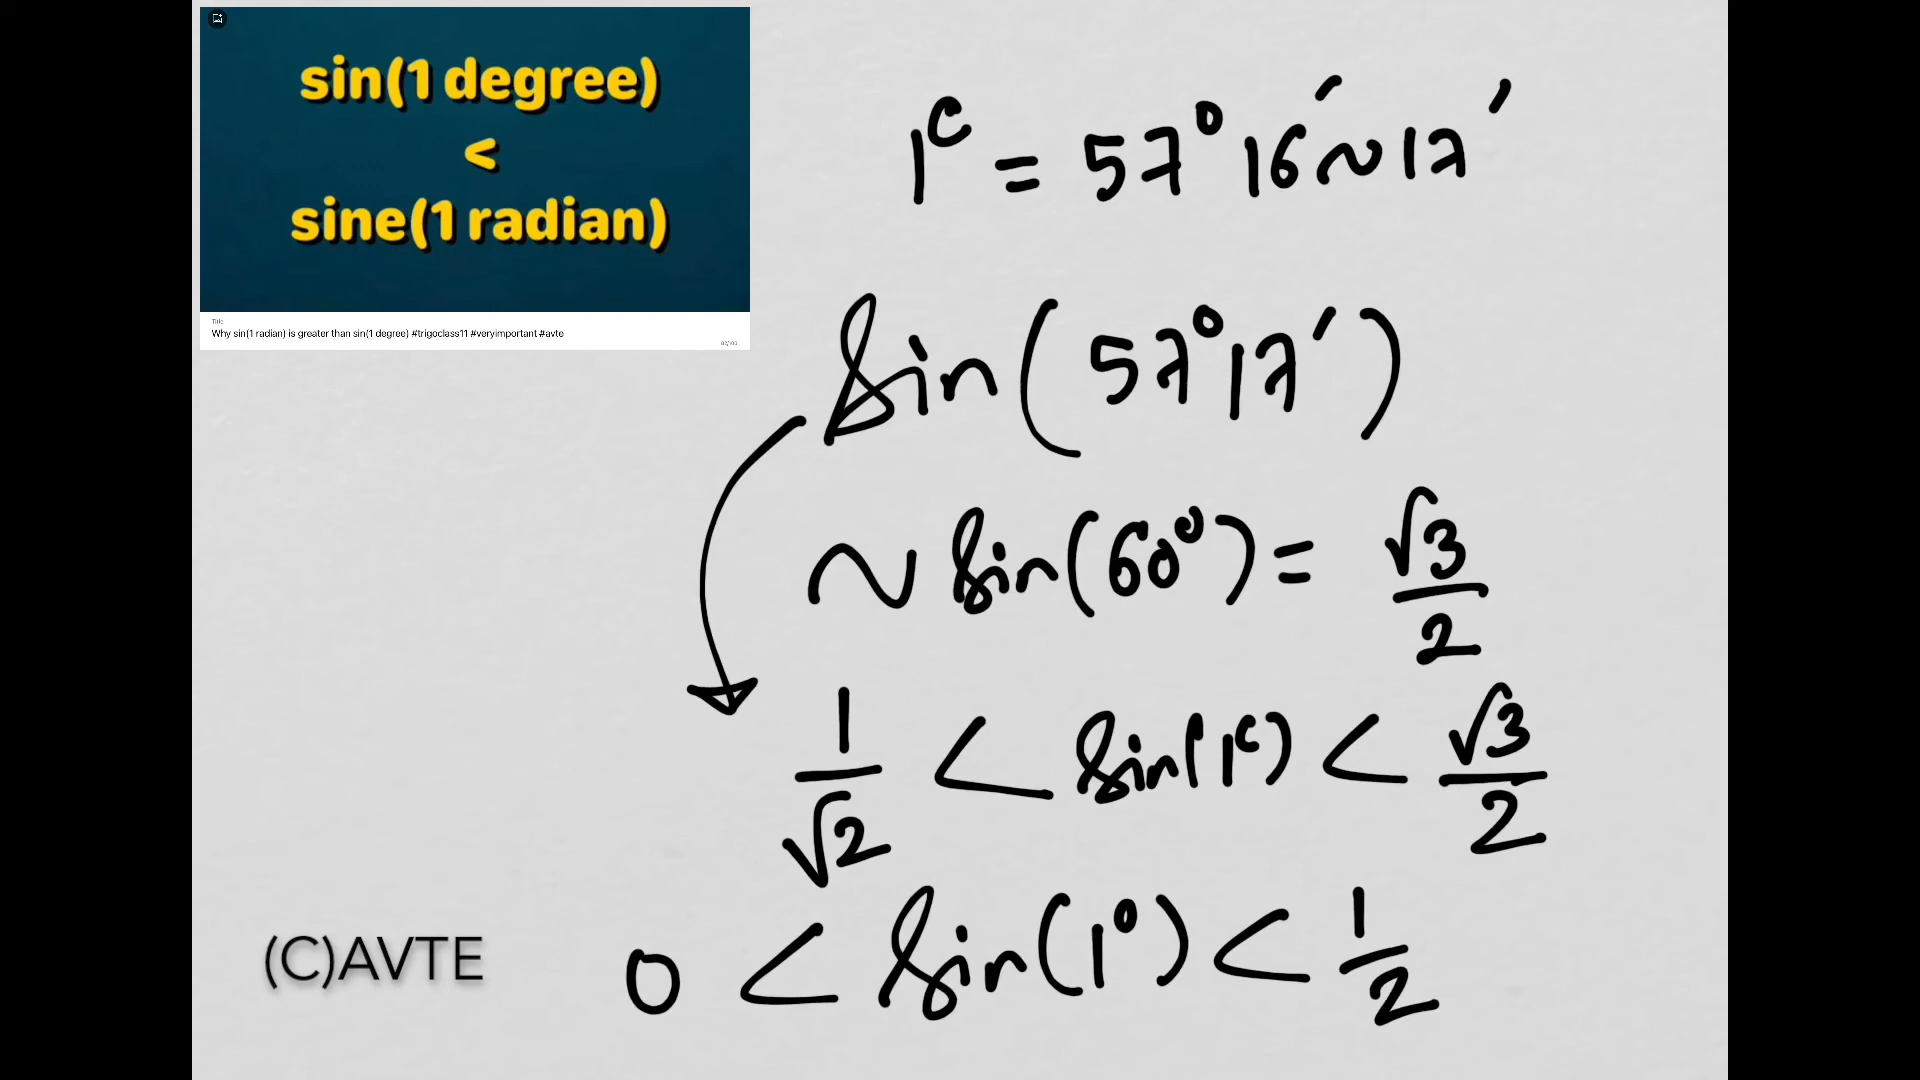 sin(1 degree)
<
sine(1 radian)
Title
Why sin(1 radian) is greater than sin(1 degree) #trigoclass11 #veryimportant #avte
1ᶜ = 57° 16′ ~ 17′
sin(57°17′)
~ sin(60°) = √3/2
1/√2 < sin(1ᶜ) < √3/2
0 < sin(1°) < 1/2
(C)AVTE